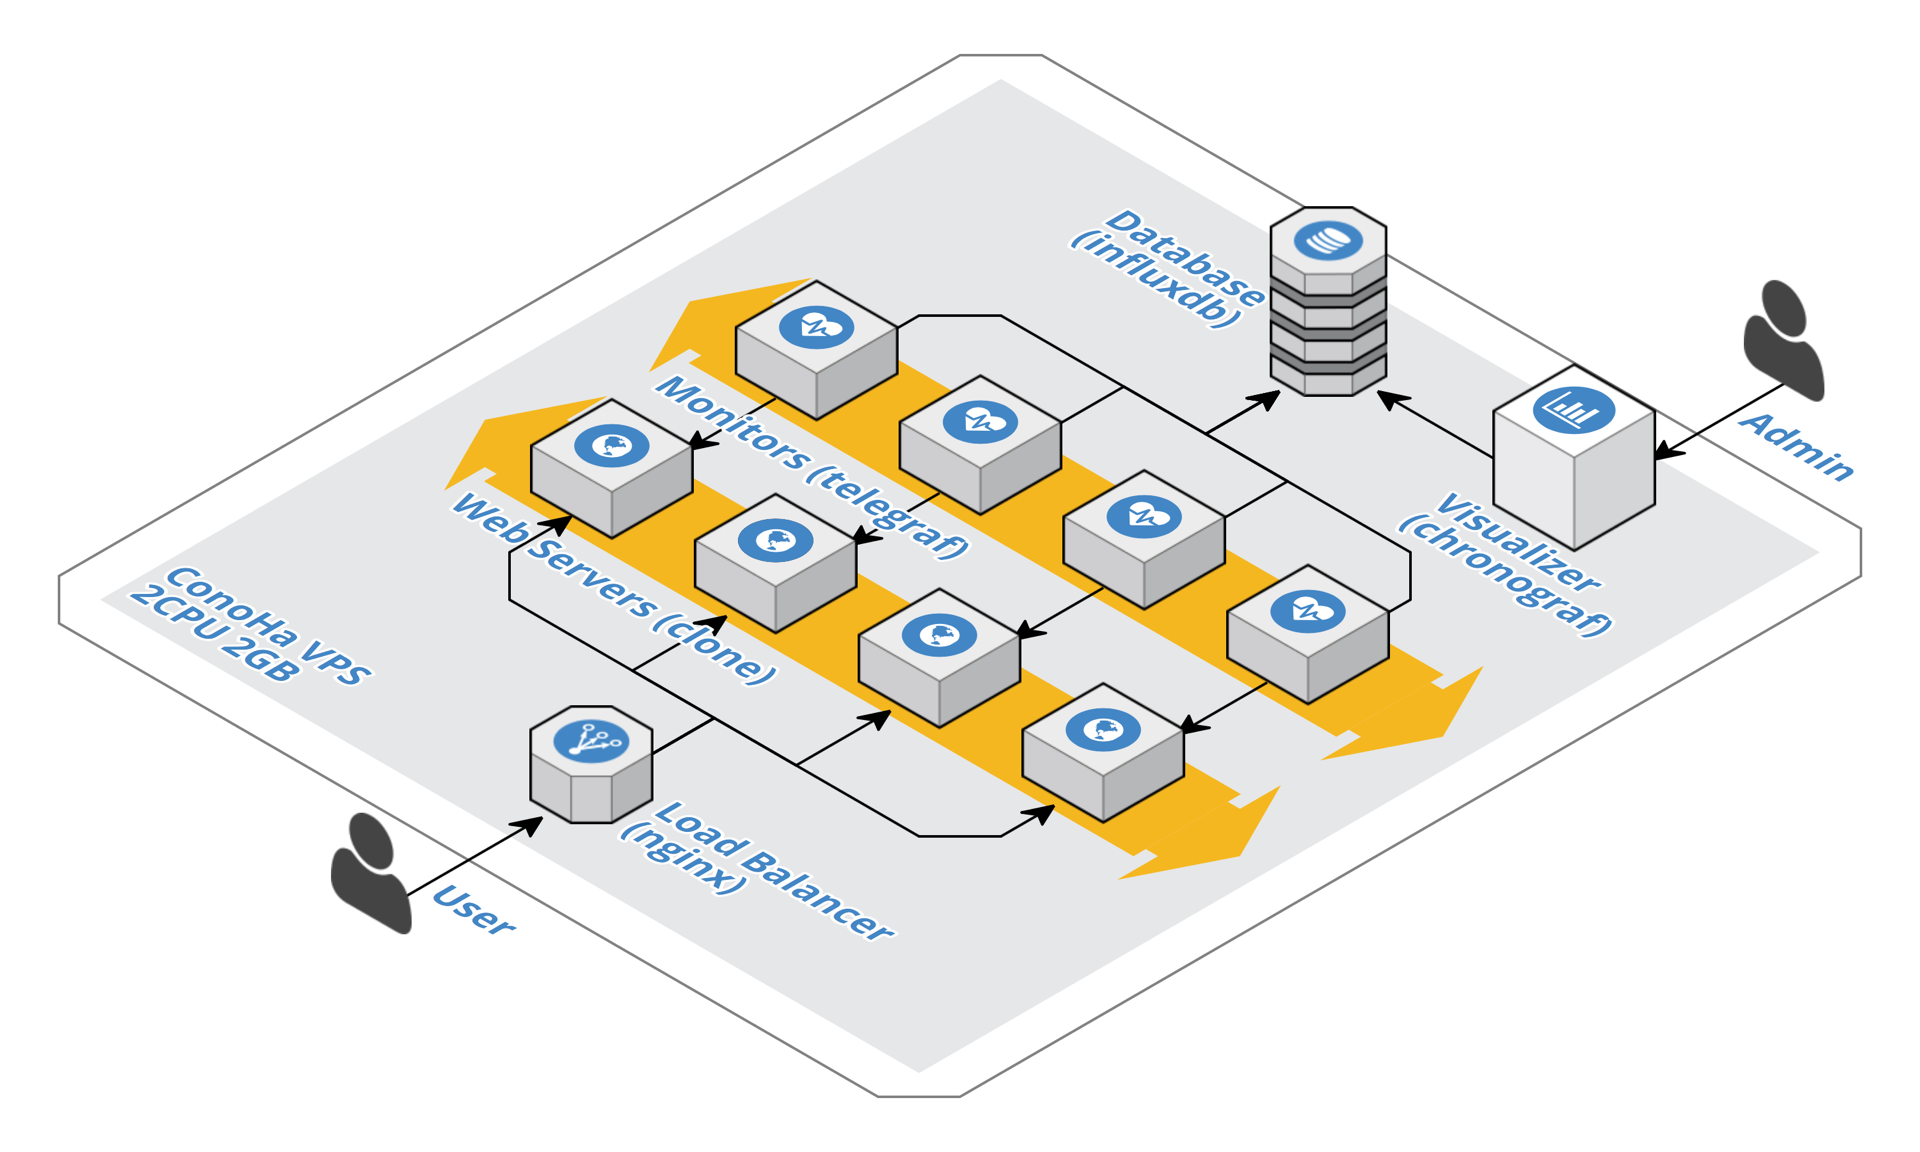 Database
(influxdb)
Admin
Monitors (telegraf)
Visualizer
(chronograf)
Web Servers (clone)
ConoHa VPS
2CPU 2GB
Load Balancer
(nginx)
User